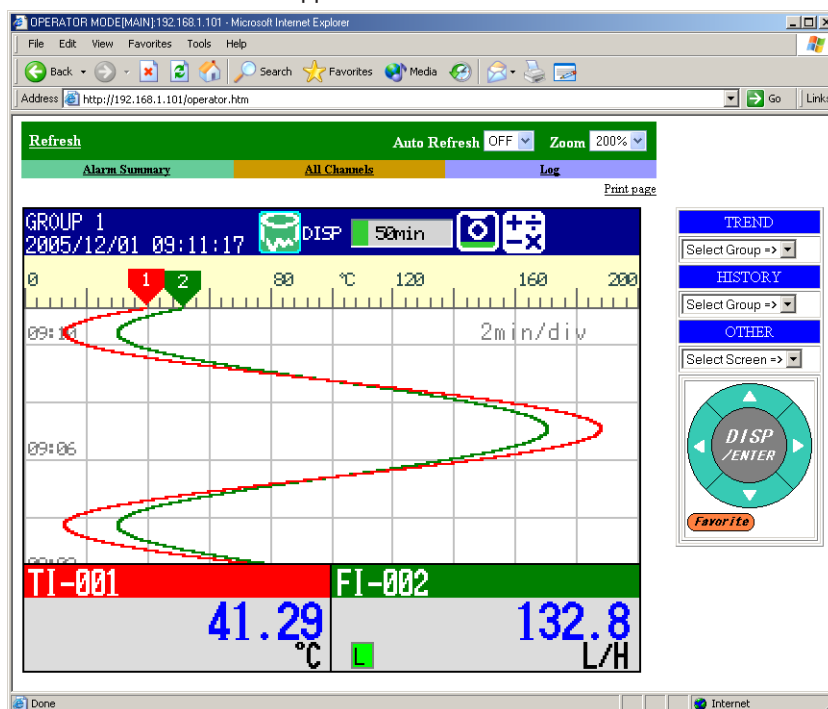 OPERATOR MODE[MAIN]:192.168.1.101 - Microsoft Internet Explorer
File Edit View Favorites Tools Help
Back Search Favorites Media
Address http://192.168.1.101/operator.htm Go Links
Refresh Auto Refresh OFF Zoom 200%
Alarm Summary All Channels Log
Print page
GROUP 1
2005/12/01 09:11:17 DISP 50min
0 1 2 80 °C 120 160 200
09:10 2min/div
09:06
TI-001 FI-002
41.29 132.8
°C L L/H
TREND
Select Group =>
HISTORY
Select Group =>
OTHER
Select Screen =>
DISP
/ENTER
Favorite
Done Internet